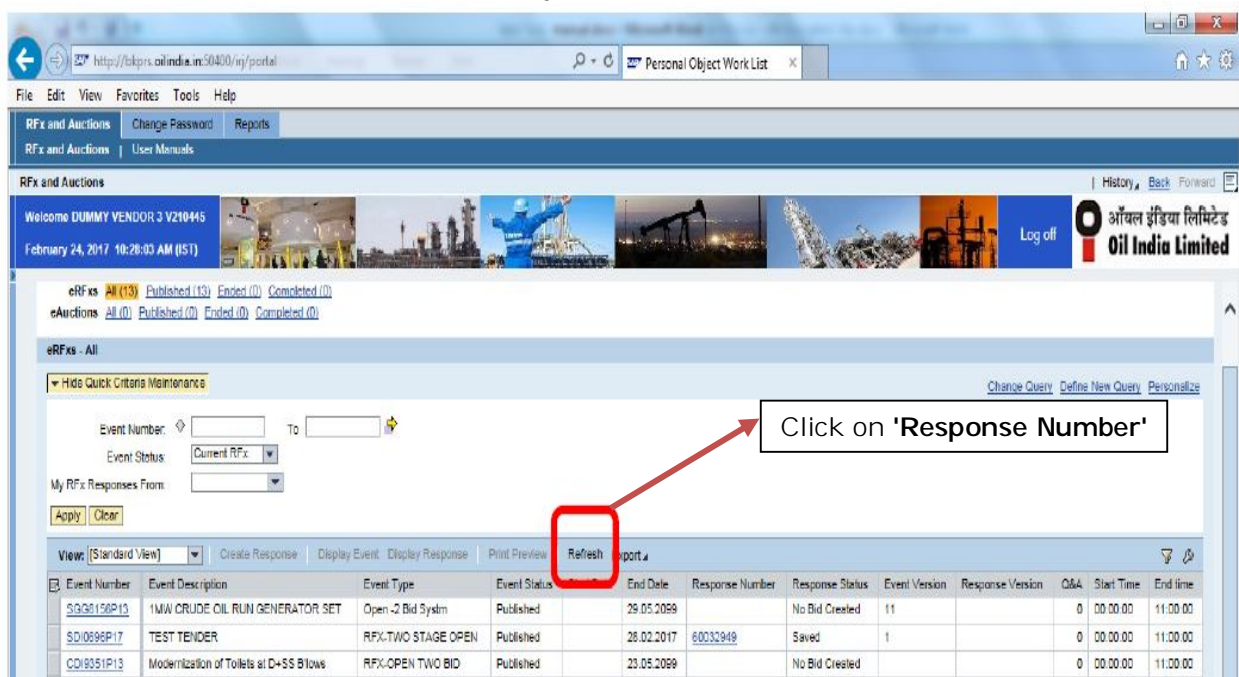 http://bkprs.oilindia.in:50400/irj/portal
Personal Object Work List
File Edit View Favorites Tools Help
RFx and Auctions Change Password Reports
RFx and Auctions | User Manuals
RFx and Auctions | History Back Forward
Welcome DUMMY VENDOR 3 V210445
February 24, 2017 10:28:03 AM (IST)
Log off
ऑयल इंडिया लिमिटेड
Oil India Limited
eRFxs All (13) Published (13) Ended (0) Completed (0)
eAuctions All (0) Published (0) Ended (0) Completed (0)
eRFxs - All
Hide Quick Criteria Maintenance Change Query Define New Query Personalize
Click on 'Response Number'
Event Number: To
Event Status: Current RFx
My RFx Responses From:
Apply Clear
View: [Standard View] Create Response Display Event Display Response Print Preview Refresh xport
Event Number Event Description Event Type Event Status End Date Response Number Response Status Event Version Response Version Q&A Start Time End time
SGG6156P13 1MW CRUDE OIL RUN GENERATOR SET Open -2 Bid Systm Published 29.05.2099 No Bid Created 11 0 00:00:00 11:00:00
SDI0696P17 TEST TENDER RFX-TWO STAGE OPEN Published 28.02.2017 60032949 Saved 1 0 00:00:00 11:00:00
CDI9351P13 Modernization of Toilets at D+SS B'lows RFX-OPEN TWO BID Published 23.05.2099 No Bid Created 0 00:00:00 11:00:00